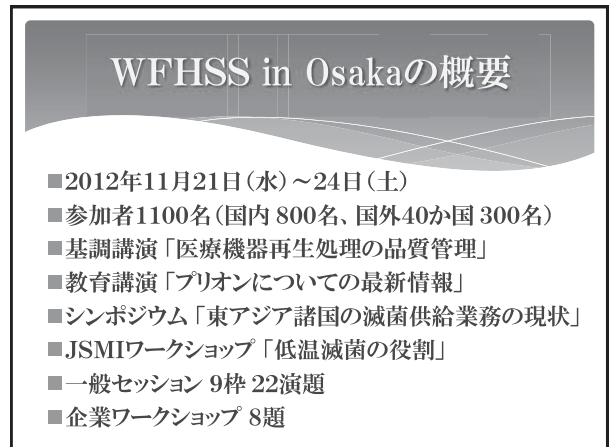 WFHSS in Osakaの概要
■2012年11月21日(水)～24日(土)
■参加者1100名(国内 800名、国外40か国 300名)
■基調講演「医療機器再生処理の品質管理」
■教育講演「プリオンについての最新情報」
■シンポジウム「東アジア諸国の滅菌供給業務の現状」
■JSMIワークショップ「低温滅菌の役割」
■一般セッション 9枠 22演題
■企業ワークショップ 8題